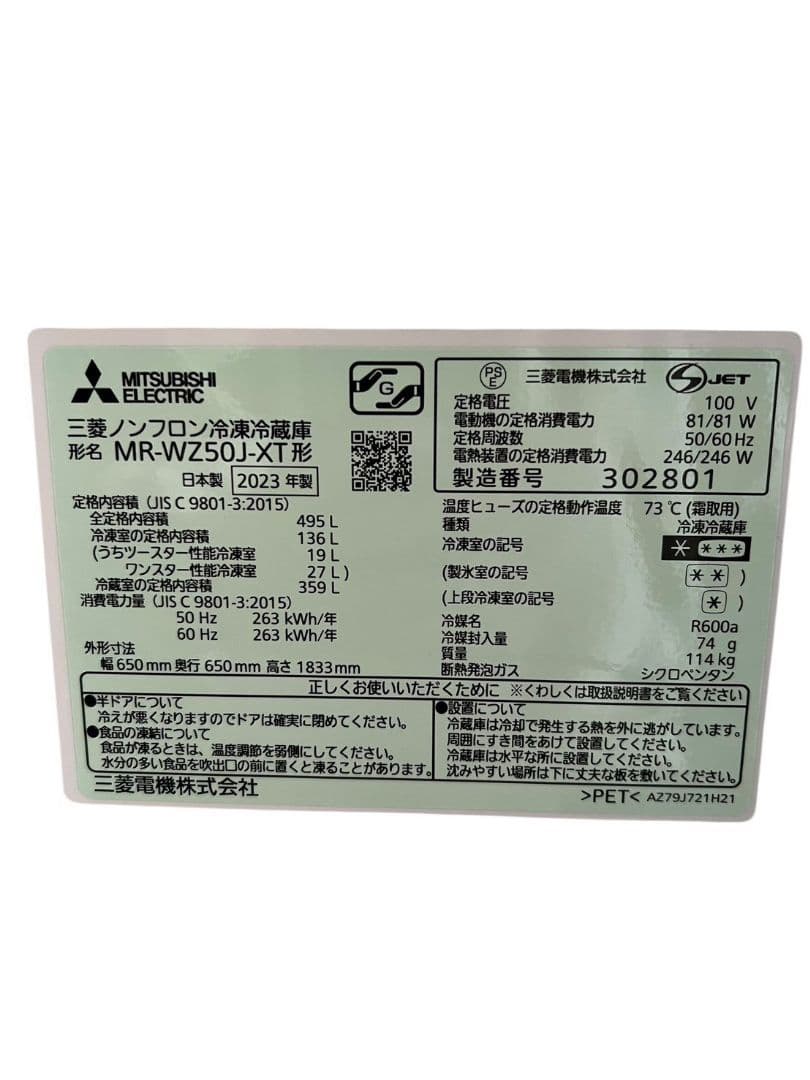 MITSUBISHI
ELECTRIC
G
三菱ノンフロン冷凍冷蔵庫
形名 MR-WZ50J-XT形
日本製 2023 年製
定格内容積（JIS C 9801-3:2015）
全定格内容積 495 L
冷凍室の定格内容積 136 L
(うちツースター性能冷凍室 19 L
ワンスター性能冷凍室 27 L )
冷蔵室の定格内容積 359 L
消費電力量（JIS C 9801-3:2015）
50 Hz 263 kWh/年
60 Hz 263 kWh/年
外形寸法
幅 650 mm 奥行 650 mm 高さ 1833 mm
PS
E 三菱電機株式会社 S JET
定格電圧 100 V
電動機の定格消費電力 81/81 W
定格周波数 50/60 Hz
電熱装置の定格消費電力 246/246 W
製造番号 302801
温度ヒューズの定格動作温度 73 ℃ (霜取用)
種類 冷凍冷蔵庫
冷凍室の記号 * ***
(製氷室の記号 ** )
(上段冷凍室の記号 * )
冷媒名 R600a
冷媒封入量 74 g
質量 114 kg
断熱発泡ガス シクロペンタン
正しくお使いいただくために ※くわしくは取扱説明書をご覧ください
●半ドアについて
冷えが悪くなりますのでドアは確実に閉めてください。
●食品の凍結について
食品が凍るときは、温度調節を弱側にしてください。
水分の多い食品を吹出口の前に置くと凍ることがあります。
●設置について
冷蔵庫は冷却で発生する熱を外に逃がしています。
周囲にすき間をあけて設置してください。
冷蔵庫は水平な所に設置してください。
沈みやすい場所は下に丈夫な板を敷いてください。
三菱電機株式会社
>PET< AZ79J721H21